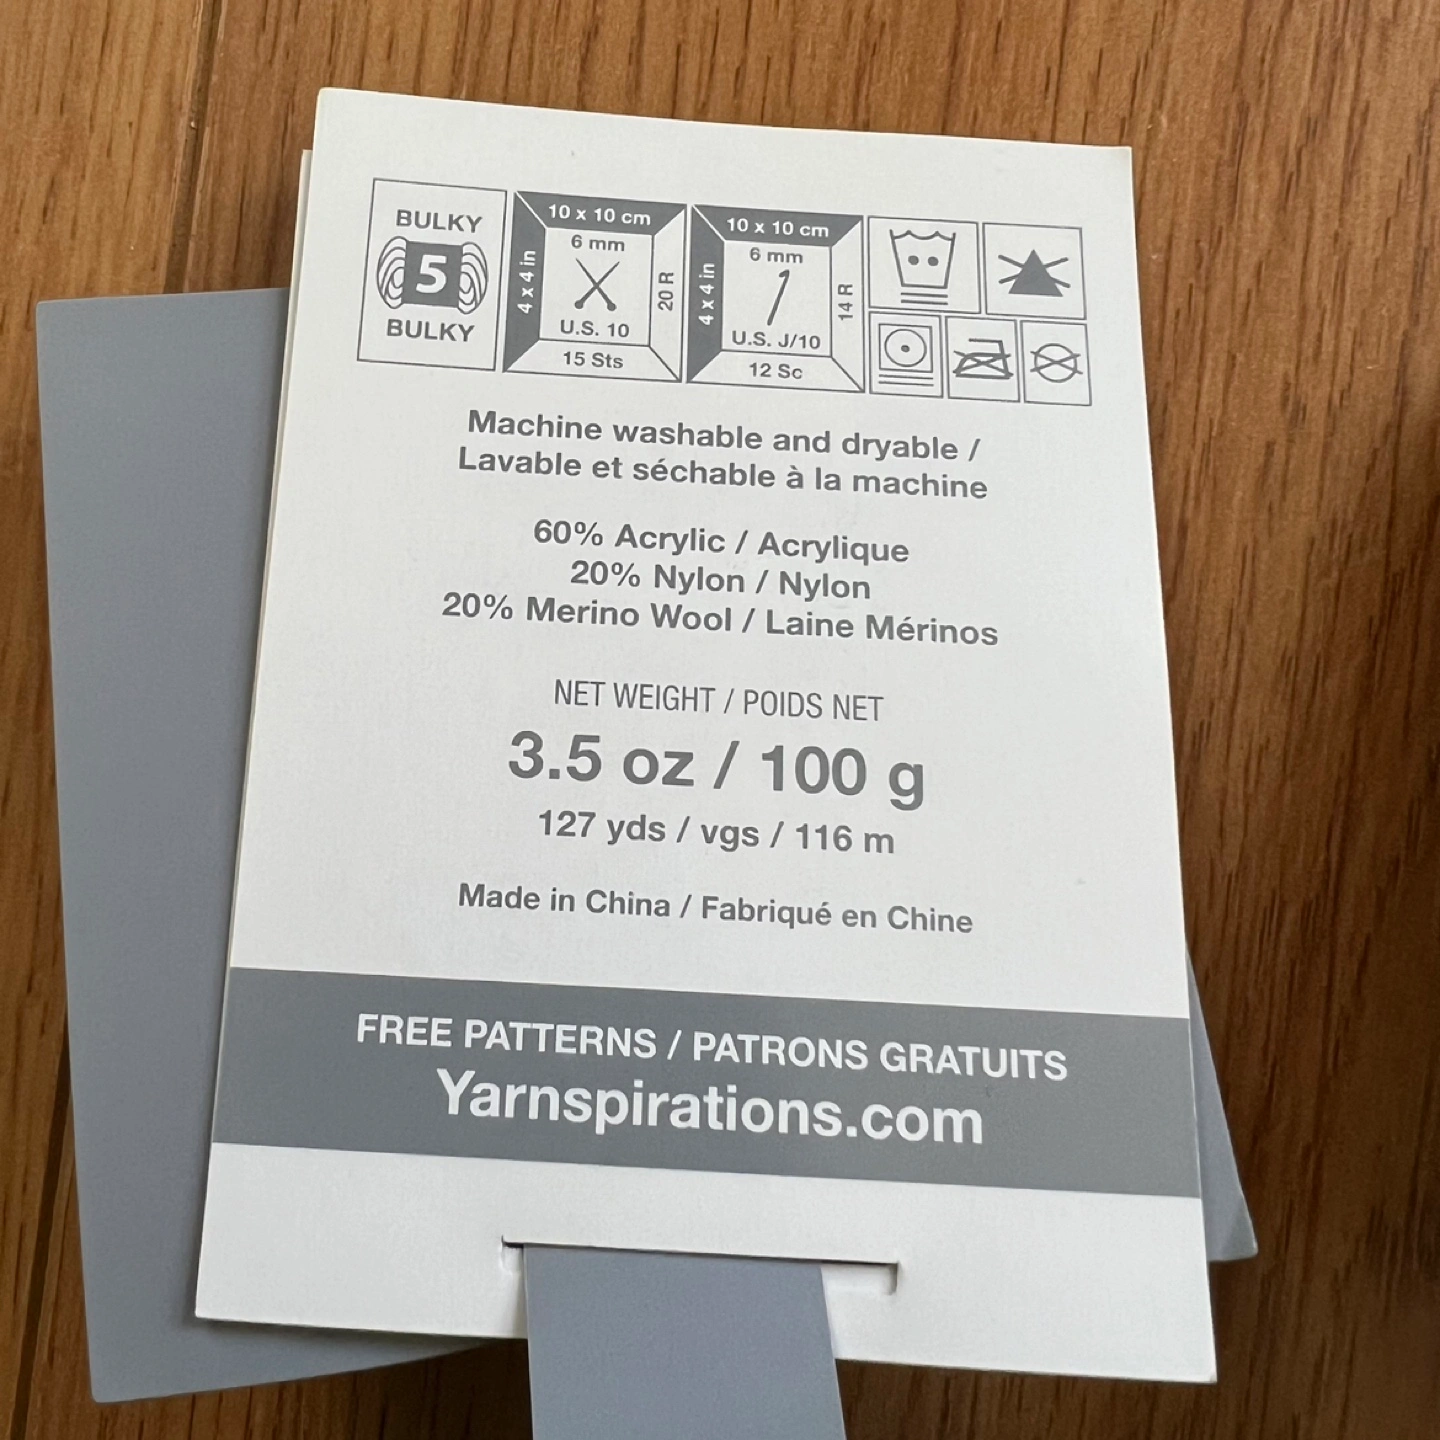 BULKY
5
BULKY
10 x 10 cm
4 x 4 in
6 mm
U.S. 10
20 R
15 Sts
10 x 10 cm
4 x 4 in
6 mm
U.S. J/10
14 R
12 Sc
Machine washable and dryable /
Lavable et séchable à la machine
60% Acrylic / Acrylique
20% Nylon / Nylon
20% Merino Wool / Laine Mérinos
NET WEIGHT / POIDS NET
3.5 oz / 100 g
127 yds / vgs / 116 m
Made in China / Fabriqué en Chine
FREE PATTERNS / PATRONS GRATUITS
Yarnspirations.com